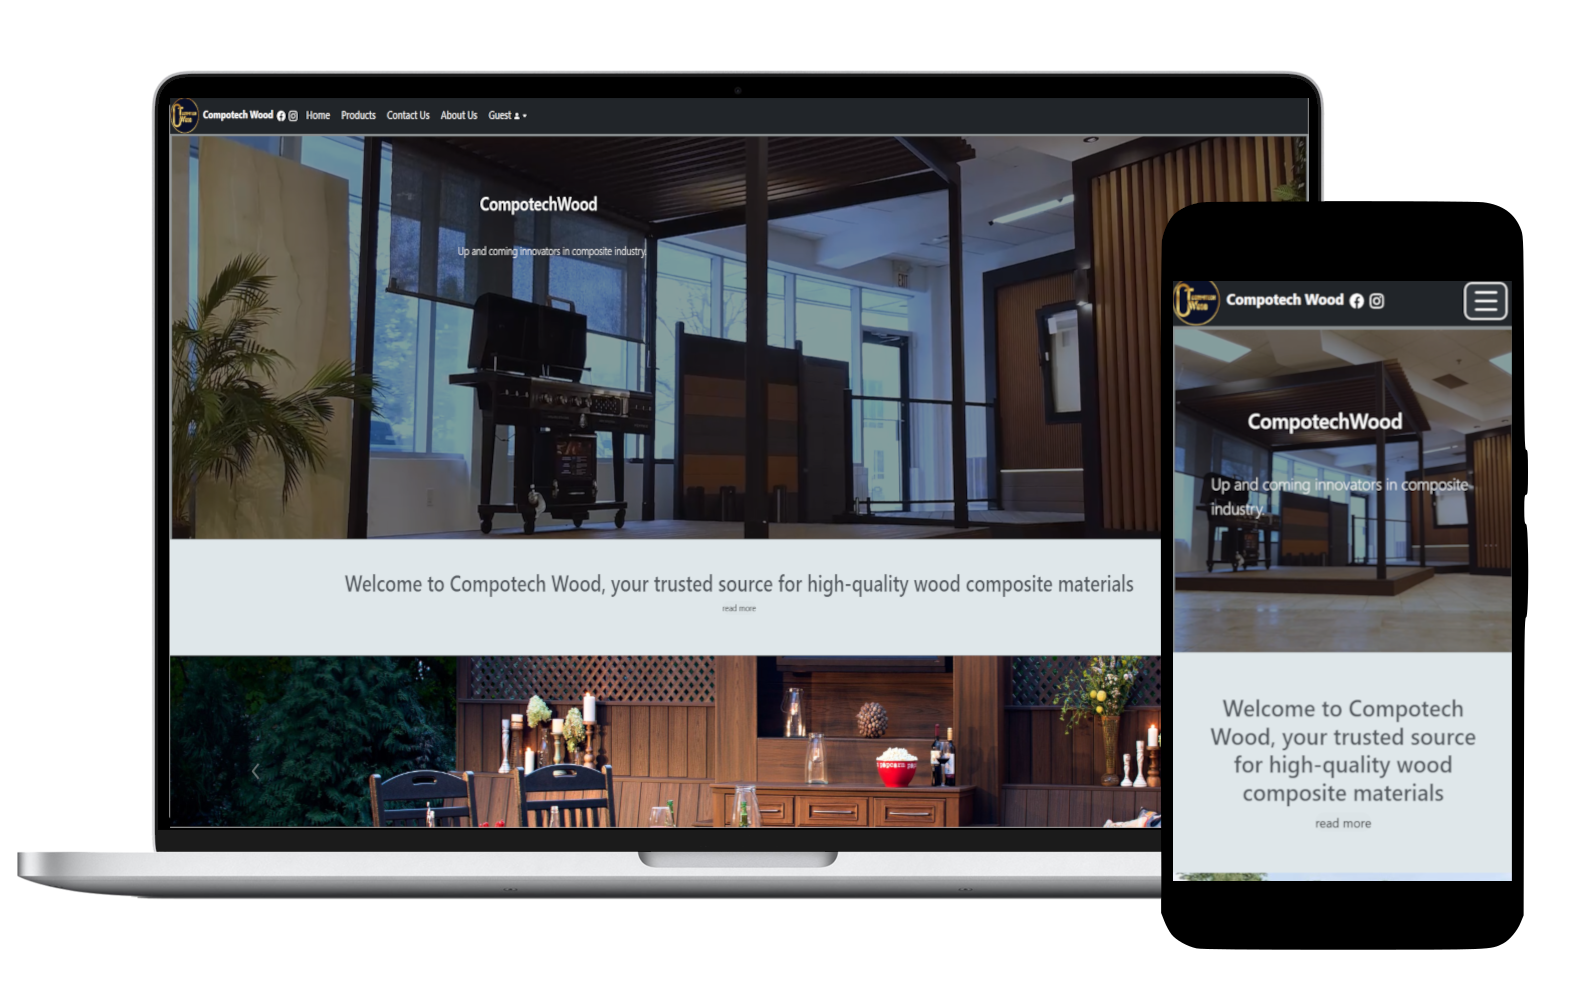 Compotech Wood Home Products Contact Us About Us Guest
CompotechWood
Up and coming innovators in composite industry.
Welcome to Compotech Wood, your trusted source for high-quality wood composite materials
read more
Compotech Wood
CompotechWood
Up and coming innovators in composite
industry.
Welcome to Compotech
Wood, your trusted source
for high-quality wood
composite materials
read more